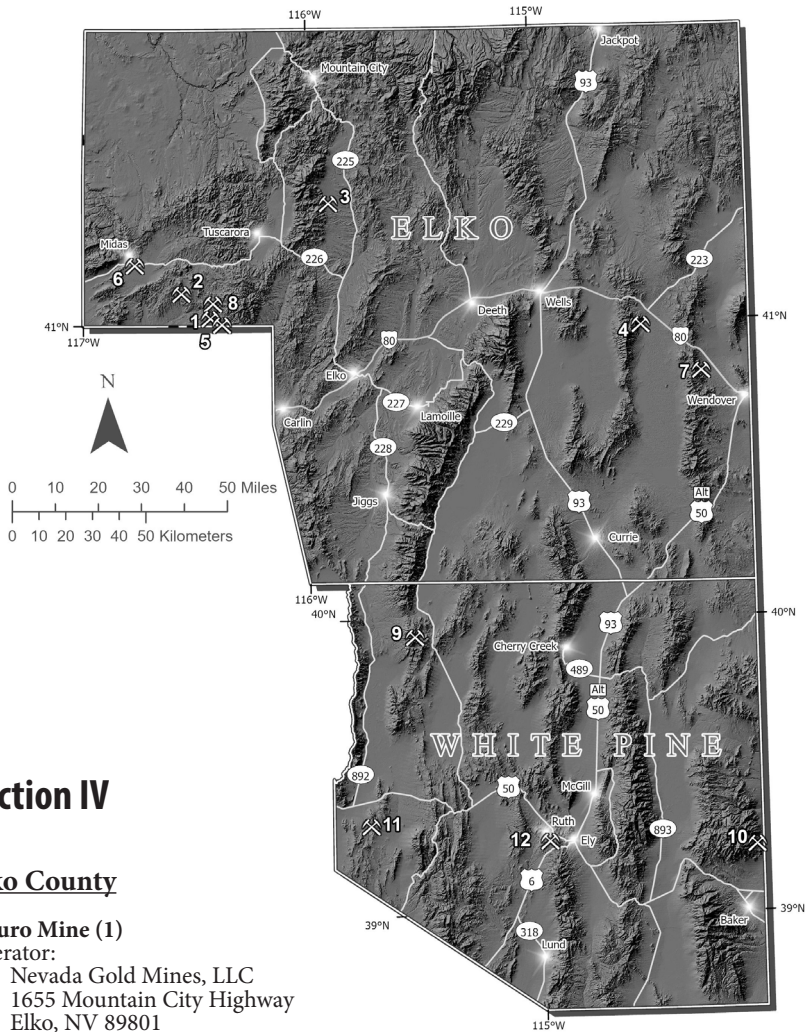 116°W
115°W
Jackpot
Mountain City
93
225
3
ELKO
Tuscarora
Midas
226
223
6
2
8
1
5
41°N
117°W
Deeth
Wells
4
41°N
80
80
7
Elko
Wendover
N
Carlin
227
Lamoille
229
228
0 10 20 30 40 50 Miles
0 10 20 30 40 50 Kilometers
Jiggs
93
Alt
50
Currie
116°W
40°N
40°N
9
93
Cherry Creek
489
Alt
50
WHITE PINE
892
50
McGill
11
Ruth
12
Ely
893
10
6
Baker
39°N
39°N
318
Lund
115°W
ction IV
ko County
uro Mine (1)
erator:
Nevada Gold Mines, LLC
1655 Mountain City Highway
Elko, NV 89801